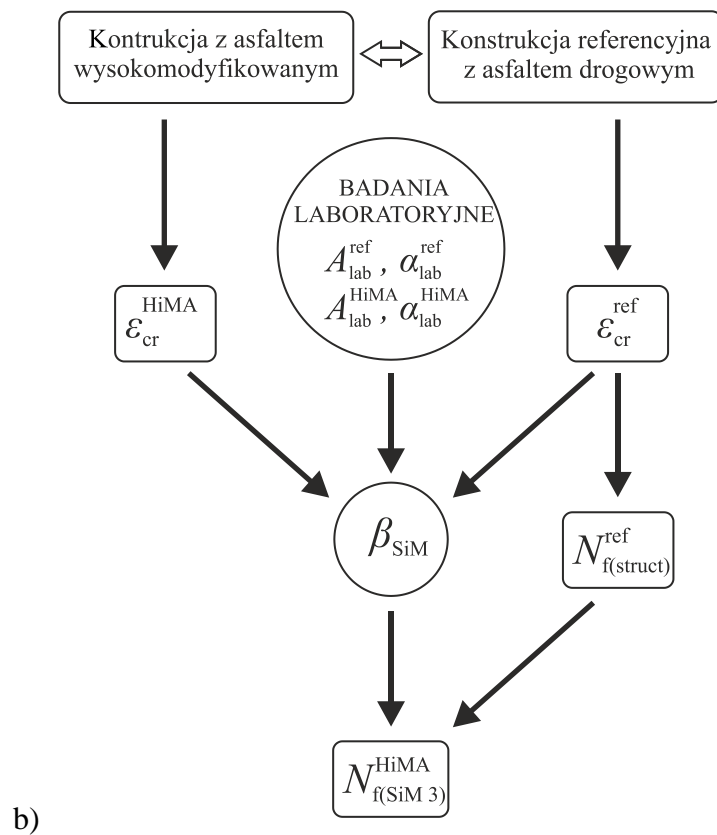 Kontrukcja z asfaltem
wysokomodyfikowanym
Konstrukcja referencyjna
z asfaltem drogowym
BADANIA
LABORATORYJNE
A_lab^ref , α_lab^ref
A_lab^HiMA , α_lab^HiMA
ε_cr^HiMA
ε_cr^ref
β_SiM
N_f(struct)^ref
N_f(SiM 3)^HiMA
b)